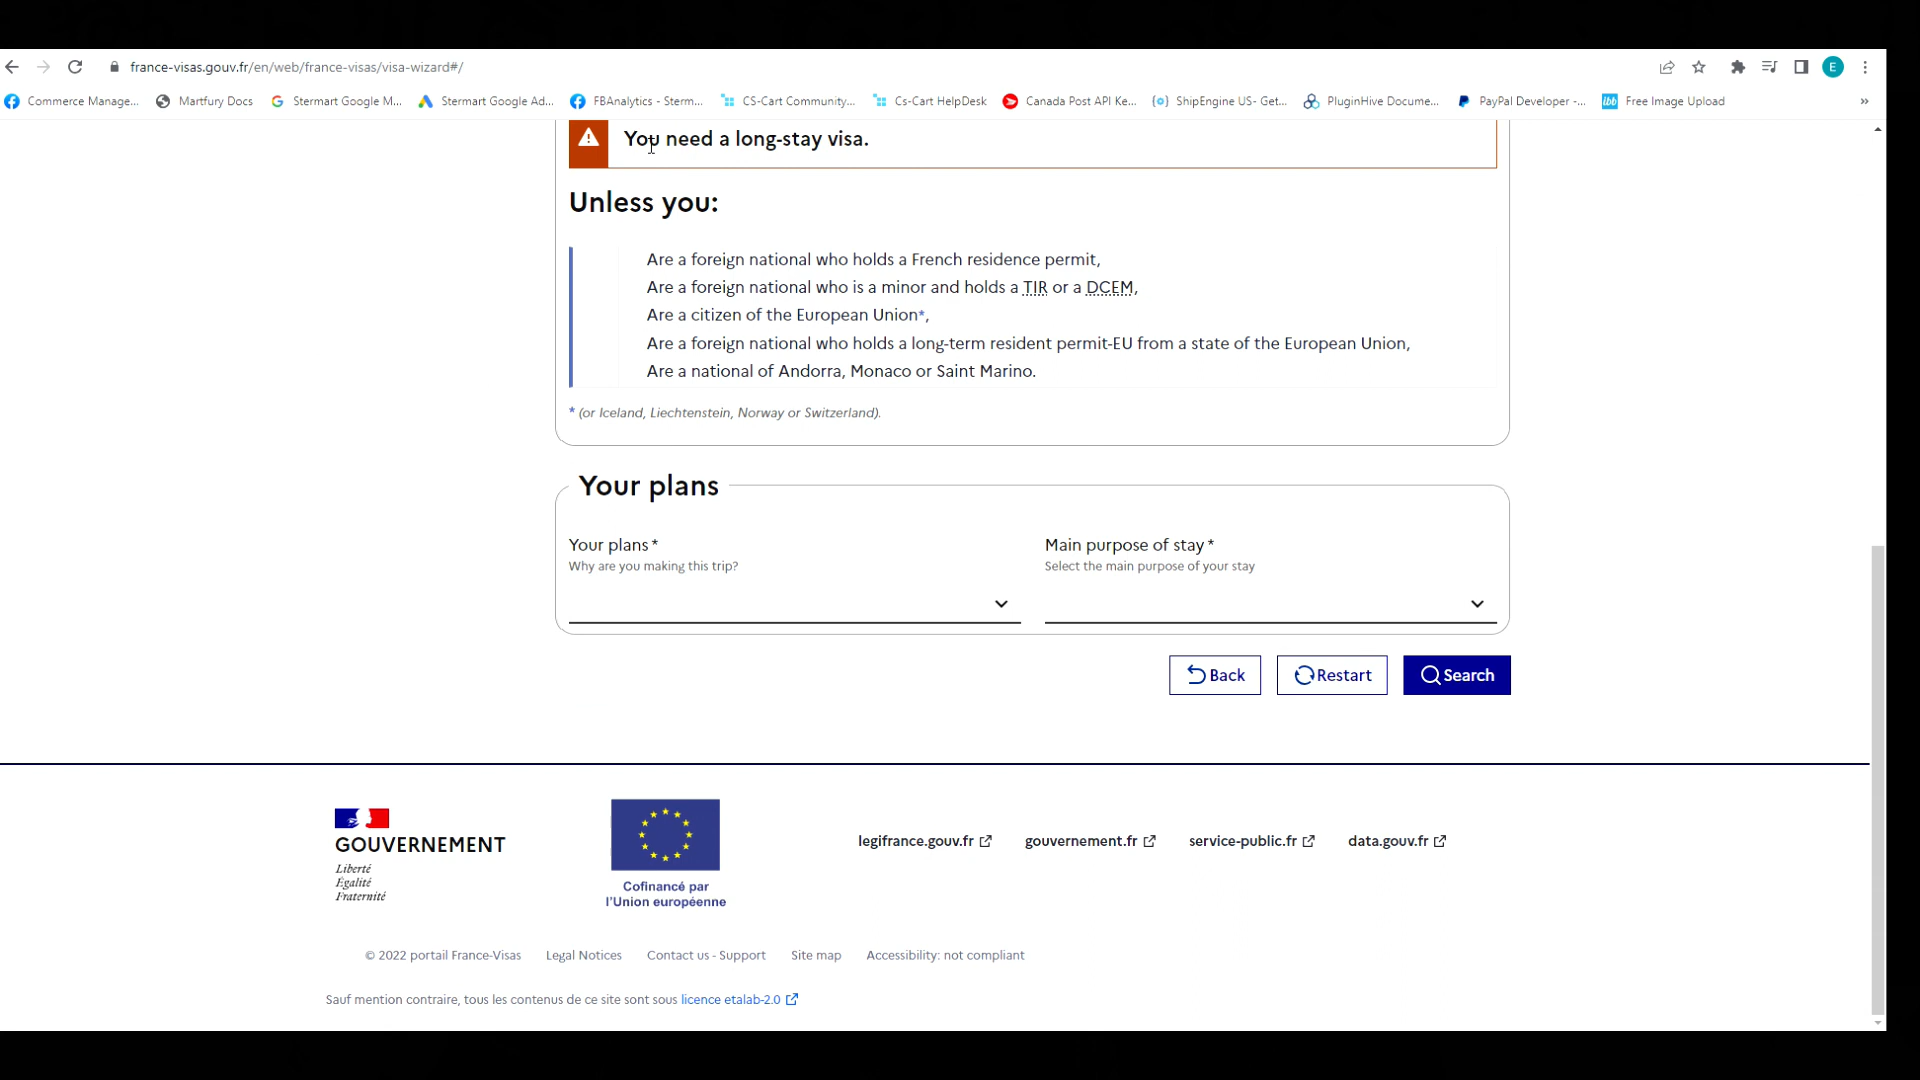 france-visas.gouv.fr/en/web/france-visas/visa-wizard#/
E
Commerce Manage... Martfury Docs Stermart Google M... Stermart Google Ad... FBAnalytics - Sterm... CS-Cart Community... Cs-Cart HelpDesk Canada Post API Ke... ShipEngine US- Get... PluginHive Docume... PayPal Developer -... ibb Free Image Upload »
You need a long-stay visa.
Unless you:
Are a foreign national who holds a French residence permit,
Are a foreign national who is a minor and holds a TIR or a DCEM,
Are a citizen of the European Union*,
Are a foreign national who holds a long-term resident permit-EU from a state of the European Union,
Are a national of Andorra, Monaco or Saint Marino.
* (or Iceland, Liechtenstein, Norway or Switzerland).
Your plans
Your plans * Main purpose of stay *
Why are you making this trip? Select the main purpose of your stay
Back Restart Search
GOUVERNEMENT
Liberté
Égalité
Fraternité
Cofinancé par
l'Union européenne
legifrance.gouv.fr gouvernement.fr service-public.fr data.gouv.fr
© 2022 portail France-Visas Legal Notices Contact us - Support Site map Accessibility: not compliant
Sauf mention contraire, tous les contenus de ce site sont sous licence etalab-2.0